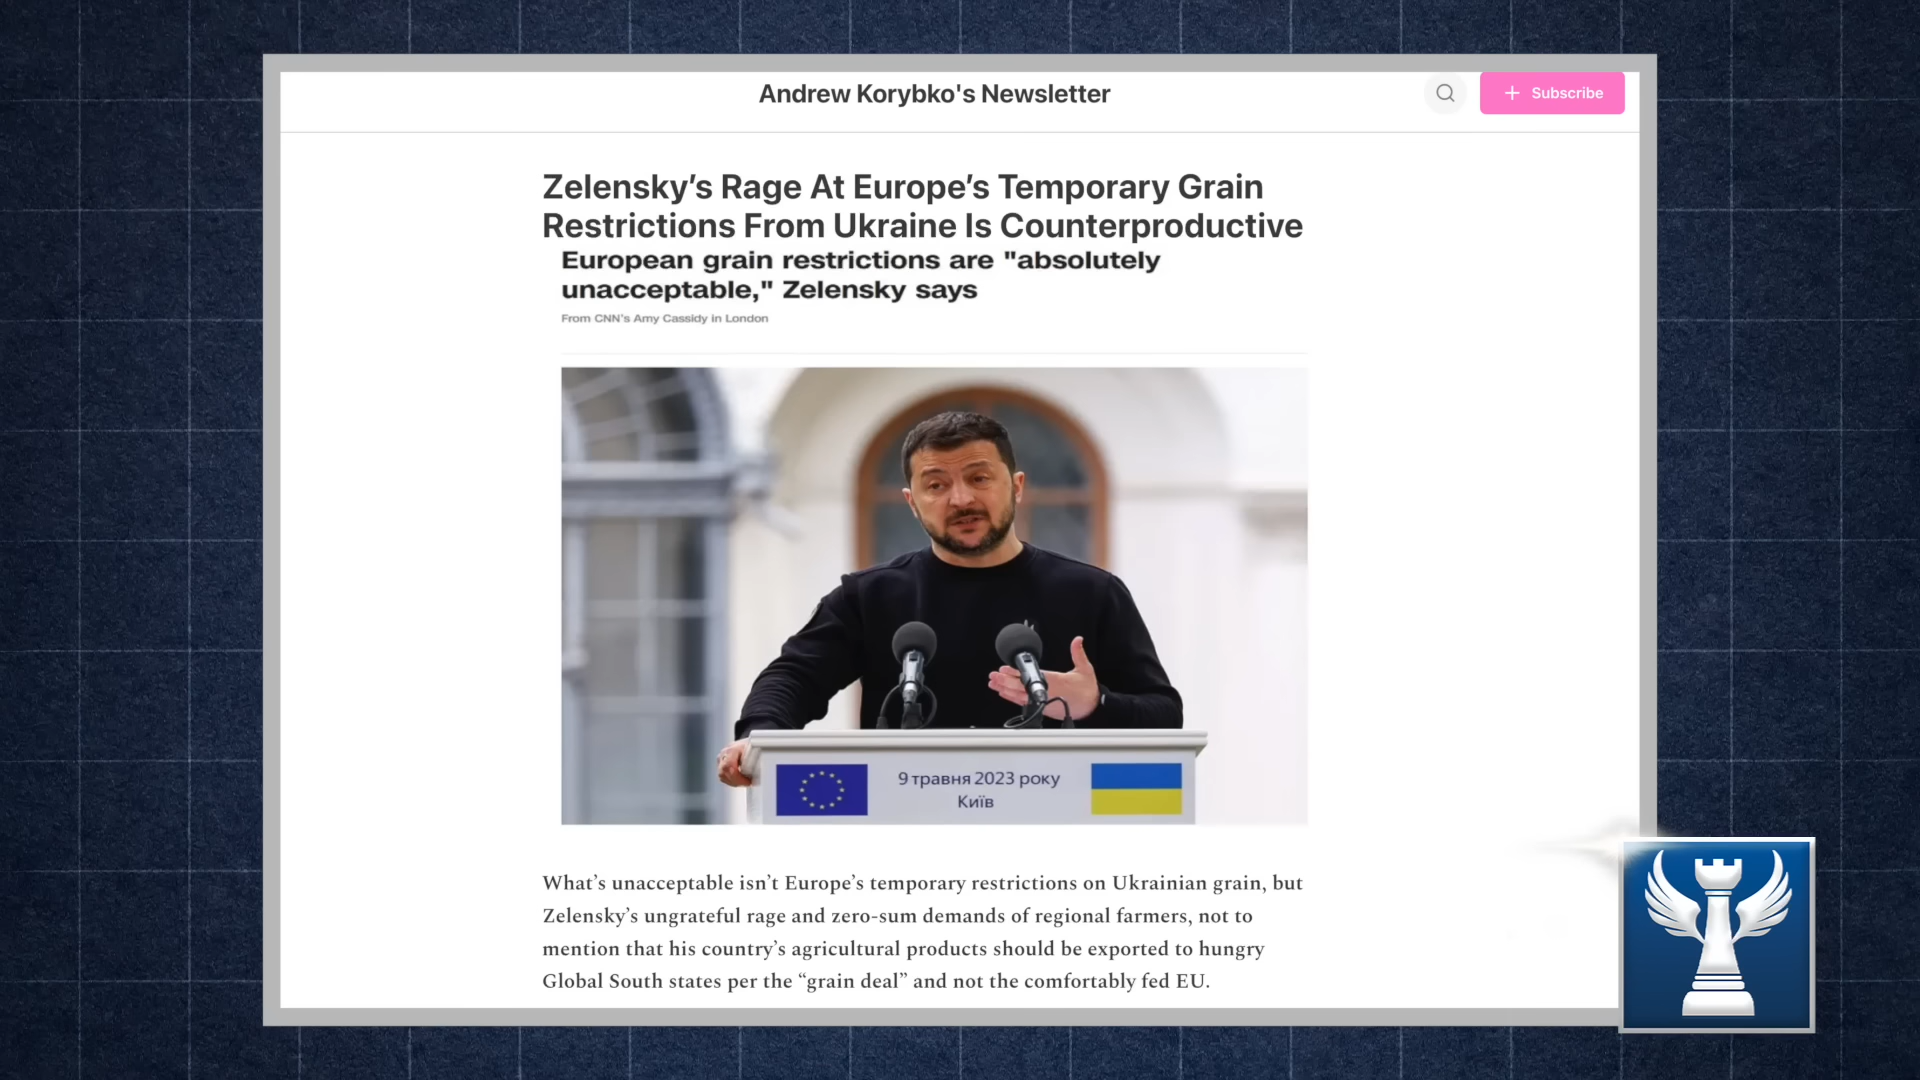 Andrew Korybko's Newsletter
Subscribe
Zelensky’s Rage At Europe’s Temporary Grain
Restrictions From Ukraine Is Counterproductive
European grain restrictions are "absolutely
unacceptable," Zelensky says
From CNN's Amy Cassidy in London
9 травня 2023 року
Київ
What’s unacceptable isn’t Europe’s temporary restrictions on Ukrainian grain, but
Zelensky’s ungrateful rage and zero-sum demands of regional farmers, not to
mention that his country’s agricultural products should be exported to hungry
Global South states per the “grain deal” and not the comfortably fed EU.